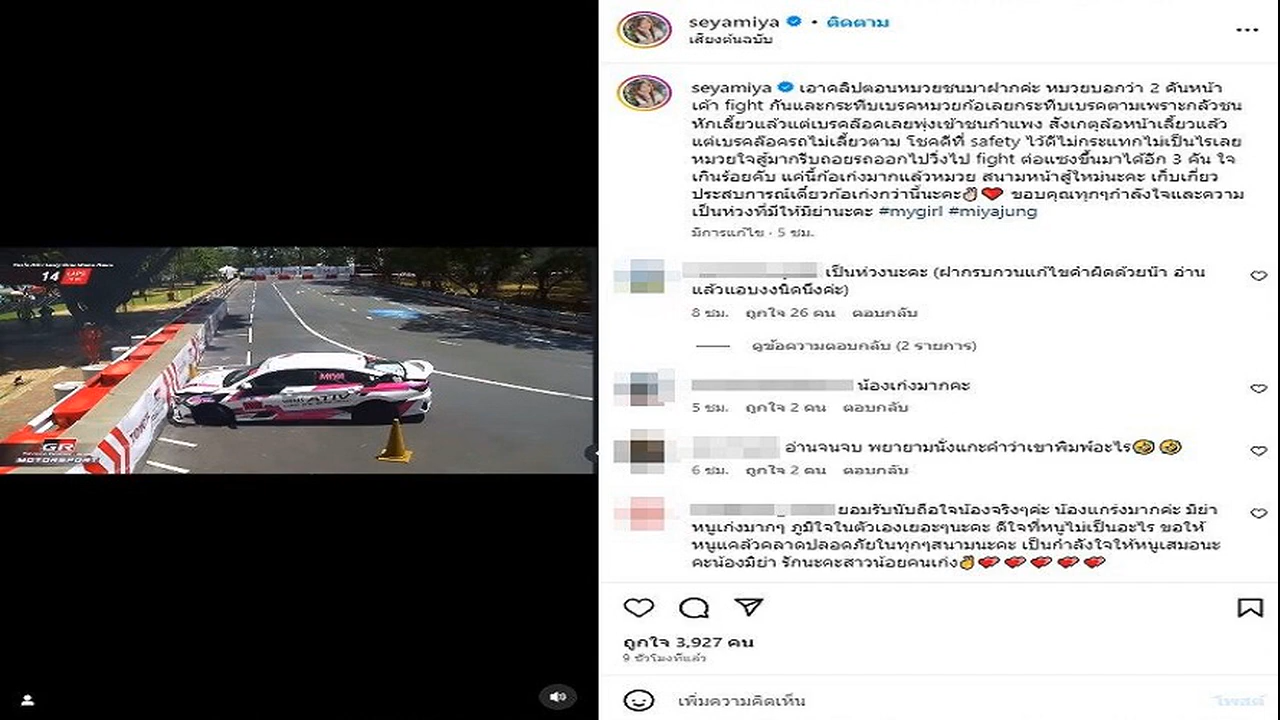 seyamiya • ติดตาม
เสียงต้นฉบับ
seyamiya เอาคลิปตอนหมวยชนมาฝากค่ะ หมวยบอกว่า 2 คันหน้า
เค้า fight กันและกระทืบเบรคหมวยก้อเลยกระทืบเบรคตามเพราะกลัวชน
หักเลี้ยวแล้วแต่เบรคล๊อคเลยพุ่งเข้าชนกำแพง สังเกตุล้อหน้าเลี้ยวแล้ว
แต่เบรคล๊อครถไม่เลี้ยวตาม โชคดีที่ safety ไว้ดีไม่กระแทกไม่เป็นไรเลย
หมวยใจสู้มากรีบถอยรถออกไปวิ่งไป fight ต่อแซงขึ้นมาได้อีก 3 คัน ใจ
เกินร้อยคับ แค่นี้ก้อเก่งมากแล้วหมวย สนามหน้าสู้ใหม่นะคะ เก็บเกี่ยว
ประสบการณ์เดี๋ยวก้อเก่งกว่านี้นะคะ✌🏻❤️ ขอบคุณทุกๆกำลังใจและความ
เป็นห่วงที่มีให้มิย่านะคะ #mygirl #miyajung
มีการแก้ไข · 5 ชม.
เป็นห่วงนะคะ (ฝากรบกวนแก้ไขคำผิดด้วยน๊า อ่าน
แล้วแอบงงนิดนึงค่ะ)
8 ชม. ถูกใจ 26 คน ตอบกลับ
ดูข้อความตอบกลับ (2 รายการ)
น้องเก่งมากคะ
5 ชม. ถูกใจ 2 คน ตอบกลับ
อ่านจนจบ พยายามนั่งแกะคำว่าเขาพิมพ์อะไร🤣🤣
6 ชม. ถูกใจ 2 คน ตอบกลับ
ยอมรับนับถือใจน้องจริงๆค่ะ น้องแกร่งมากค่ะ มิย่า
หนูเก่งมากๆ ภูมิใจในตัวเองเยอะๆนะคะ ดีใจที่หนูไม่เป็นอะไร ขอให้
หนูแคล้วคลาดปลอดภัยในทุกๆสนามนะคะ เป็นกำลังใจให้หนูเสมอนะ
คะน้องมิย่า รักนะคะสาวน้อยคนเก่ง✌️💕💕💕💕💕
ถูกใจ 3,927 คน
9 ชั่วโมงที่แล้ว
เพิ่มความคิดเห็น
โพสต์
14 LAPS
MIYA
ATIV
GR
MOTORSPORT